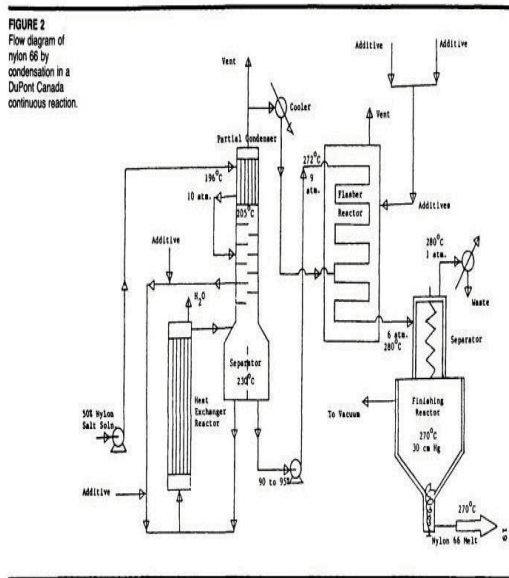 FIGURE 2
Flow diagram of
nylon 66 by
condensation in a
DuPont Canada
continuous reaction.
Vent
Cooler
Additive
Additive
Partial Condenser
Vent
196°C
10 atm.
205°C
272°C
9
atm.
Flasher
Reactor
Additives
Additive
H2O
280°C
1 atm.
Waste
Separator
230°C
6 atm.
280°C
Separator
Heat
Exchanger
Reactor
50% Nylon
Salt Soln.
To Vacuum
Finishing
Reactor
270°C
30 cm Hg
90 to 95%
Additive
270°C
Nylon 66 Melt